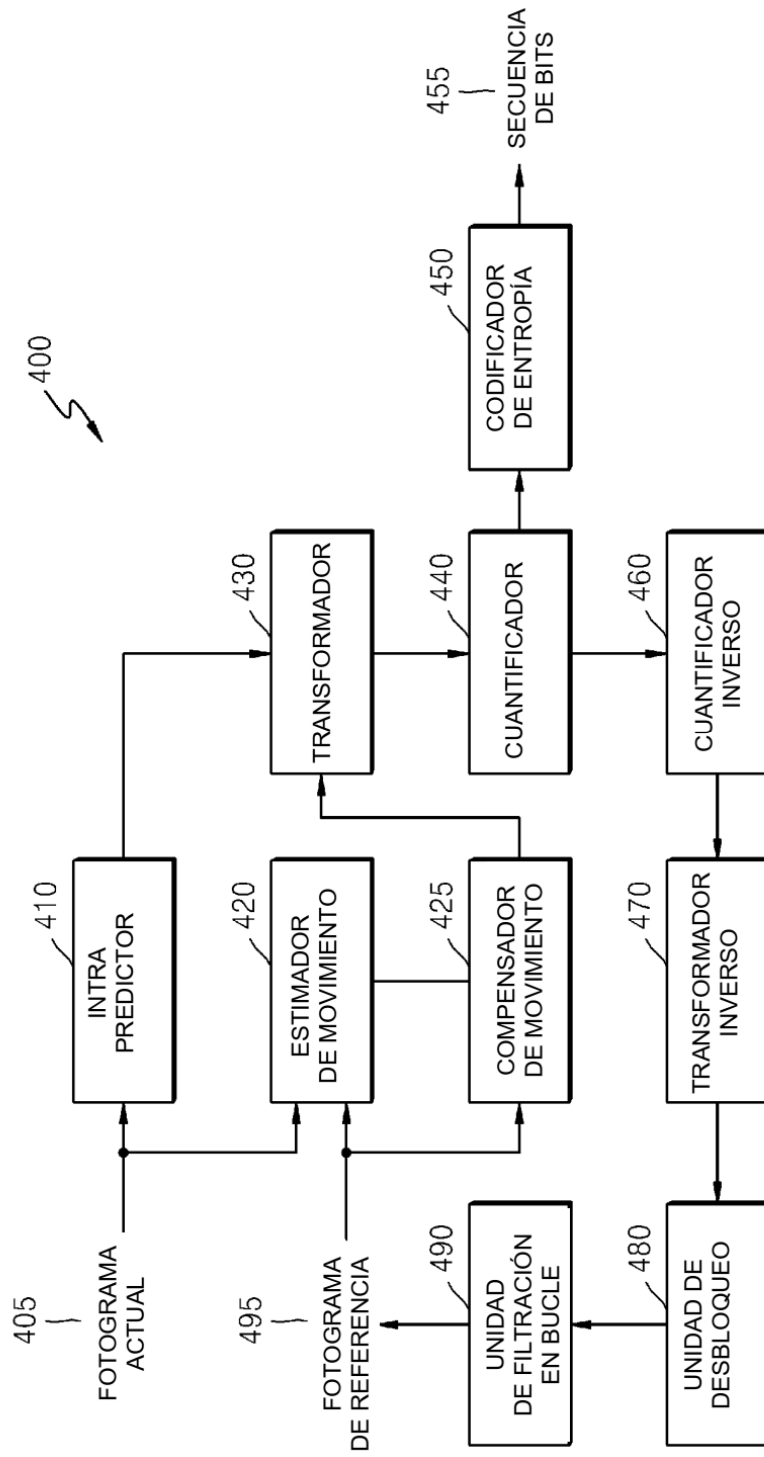 400
405
FOTOGRAMA
ACTUAL
410
INTRA
PREDICTOR
495
FOTOGRAMA
DE REFERENCIA
420
ESTIMADOR
DE MOVIMIENTO
430
TRANSFORMADOR
425
COMPENSADOR
DE MOVIMIENTO
440
CUANTIFICADOR
450
CODIFICADOR
DE ENTROPÍA
455
SECUENCIA
DE BITS
490
UNIDAD
DE FILTRACIÓN
EN BUCLE
480
UNIDAD DE
DESBLOQUEO
470
TRANSFORMADOR
INVERSO
460
CUANTIFICADOR
INVERSO